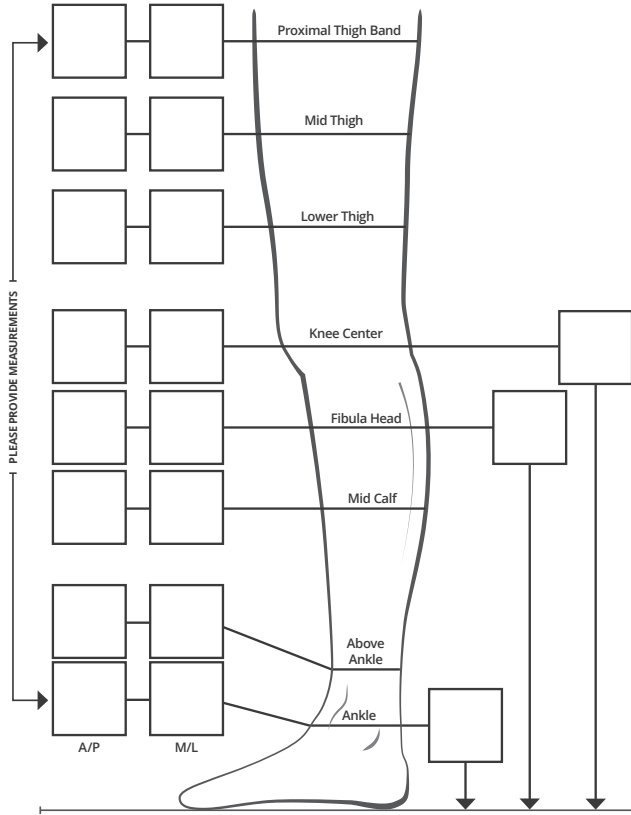 Proximal Thigh Band
Mid Thigh
Lower Thigh
PLEASE PROVIDE MEASUREMENTS
Knee Center
Fibula Head
Mid Calf
Above
Ankle
Ankle
A/P
M/L